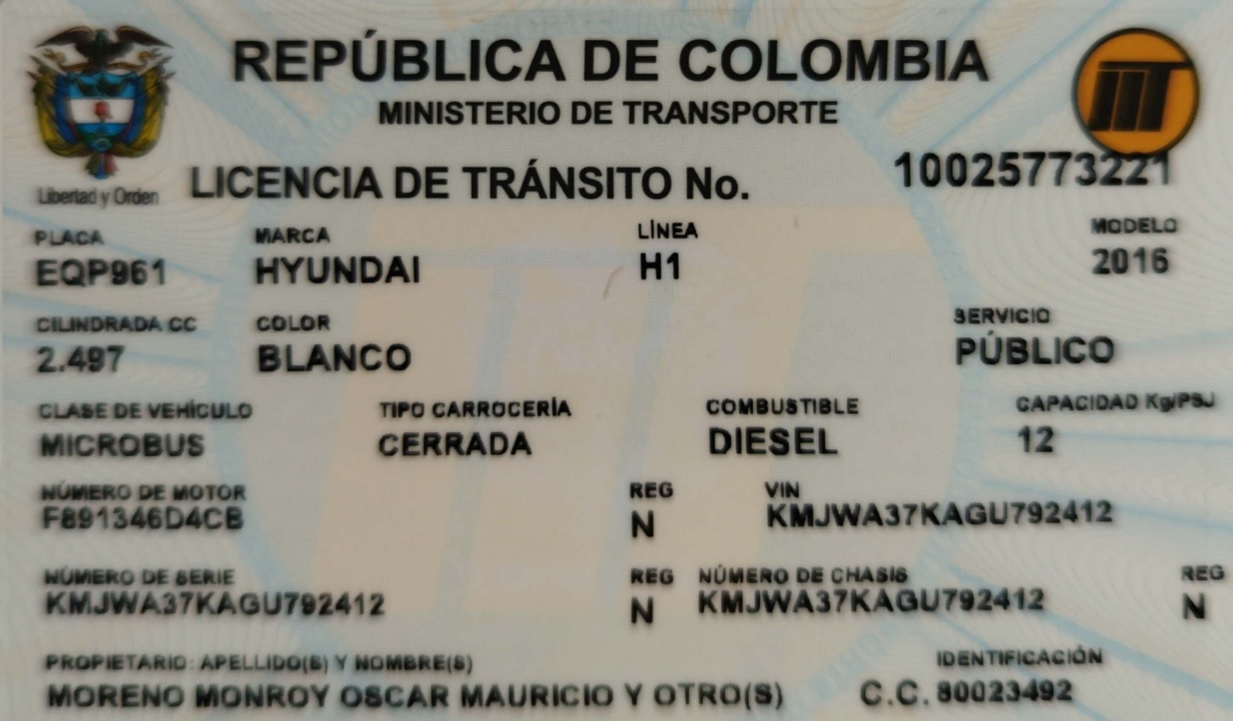 REPÚBLICA DE COLOMBIA
MINISTERIO DE TRANSPORTE
Libertad y Orden
LICENCIA DE TRÁNSITO No. 10025773221
PLACA MARCA LÍNEA MODELO
EQP961 HYUNDAI H1 2016
CILINDRADA CC COLOR SERVICIO
2.497 BLANCO PÚBLICO
CLASE DE VEHÍCULO TIPO CARROCERÍA COMBUSTIBLE CAPACIDAD Kg/PSJ
MICROBUS CERRADA DIESEL 12
NÚMERO DE MOTOR REG VIN
F891346D4CB N KMJWA37KAGU792412
NÚMERO DE SERIE REG NÚMERO DE CHASIS REG
KMJWA37KAGU792412 N KMJWA37KAGU792412 N
PROPIETARIO: APELLIDO(S) Y NOMBRE(S) IDENTIFICACIÓN
MORENO MONROY OSCAR MAURICIO Y OTRO(S) C.C. 80023492